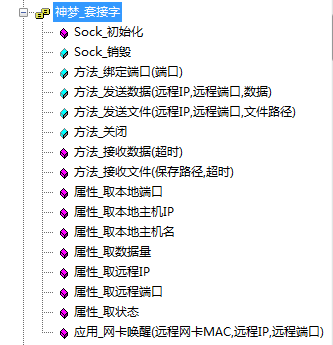 神梦_套接字
Sock_初始化
Sock_销毁
方法_绑定端口(端口)
方法_发送数据(远程IP,远程端口,数据)
方法_发送文件(远程IP,远程端口,文件路径)
方法_关闭
方法_接收数据(超时)
方法_接收文件(保存路径,超时)
属性_取本地端口
属性_取本地主机IP
属性_取本地主机名
属性_取数据量
属性_取远程IP
属性_取远程端口
属性_取状态
应用_网卡唤醒(远程网卡MAC,远程IP,远程端口)